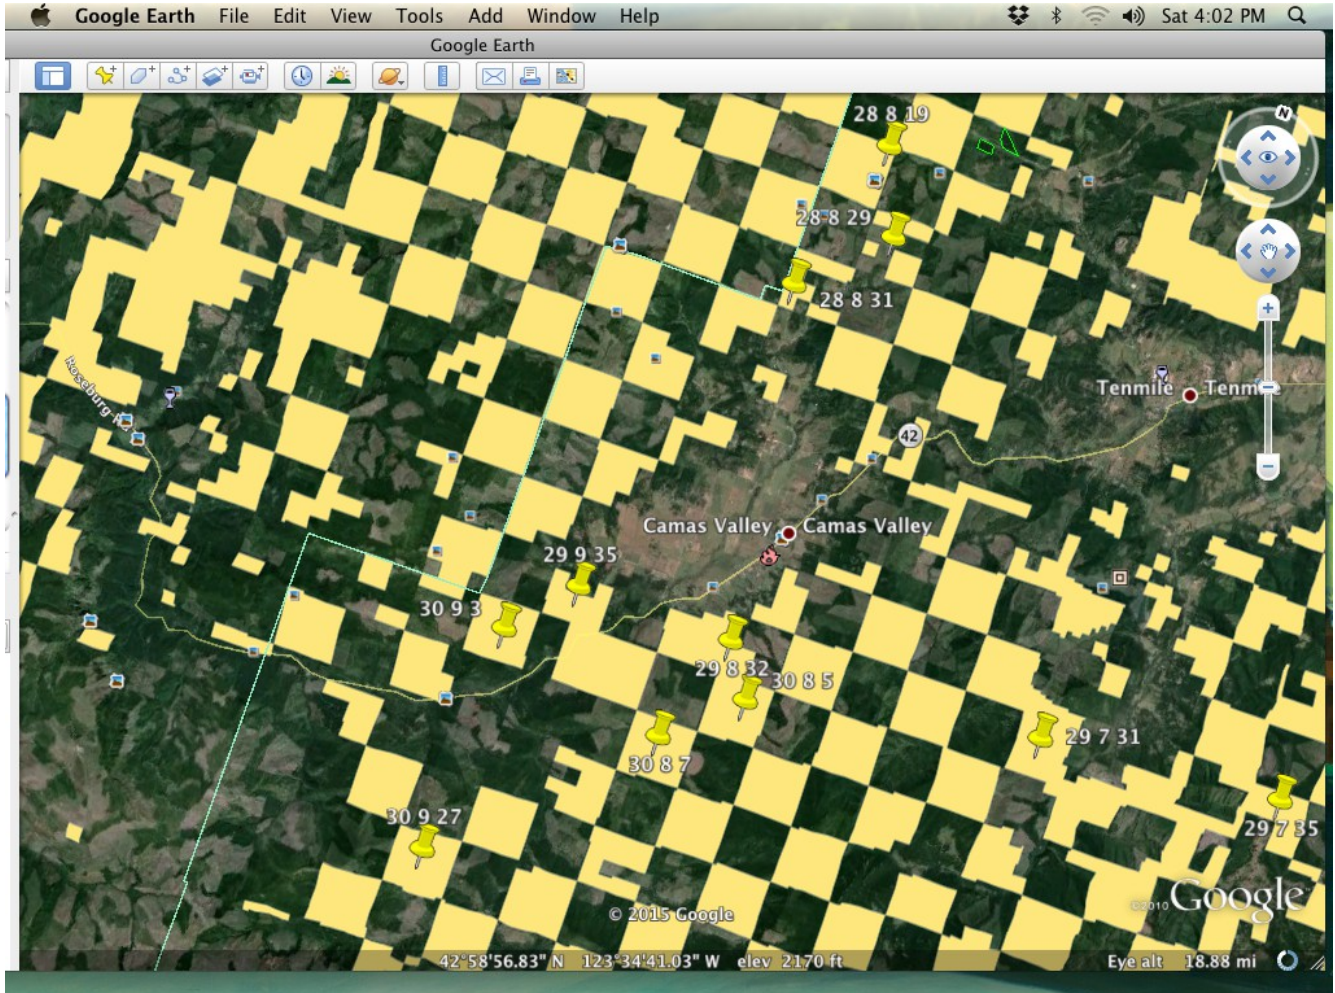 Google Earth File Edit View Tools Add Window Help Sat 4:02 PM
Google Earth
28 8 19
N
28 8 29
28 8 31
Roseburg
Tenmile Tenmile
42
Camas Valley Camas Valley
29 9 35
30 9 3
29 8 32
30 8 5
29 7 31
30 8 7
30 9 27
29 7 35
© 2015 Google
©2010 Google
42°58'56.83" N 123°34'41.03" W elev 2170 ft
Eye alt 18.88 mi